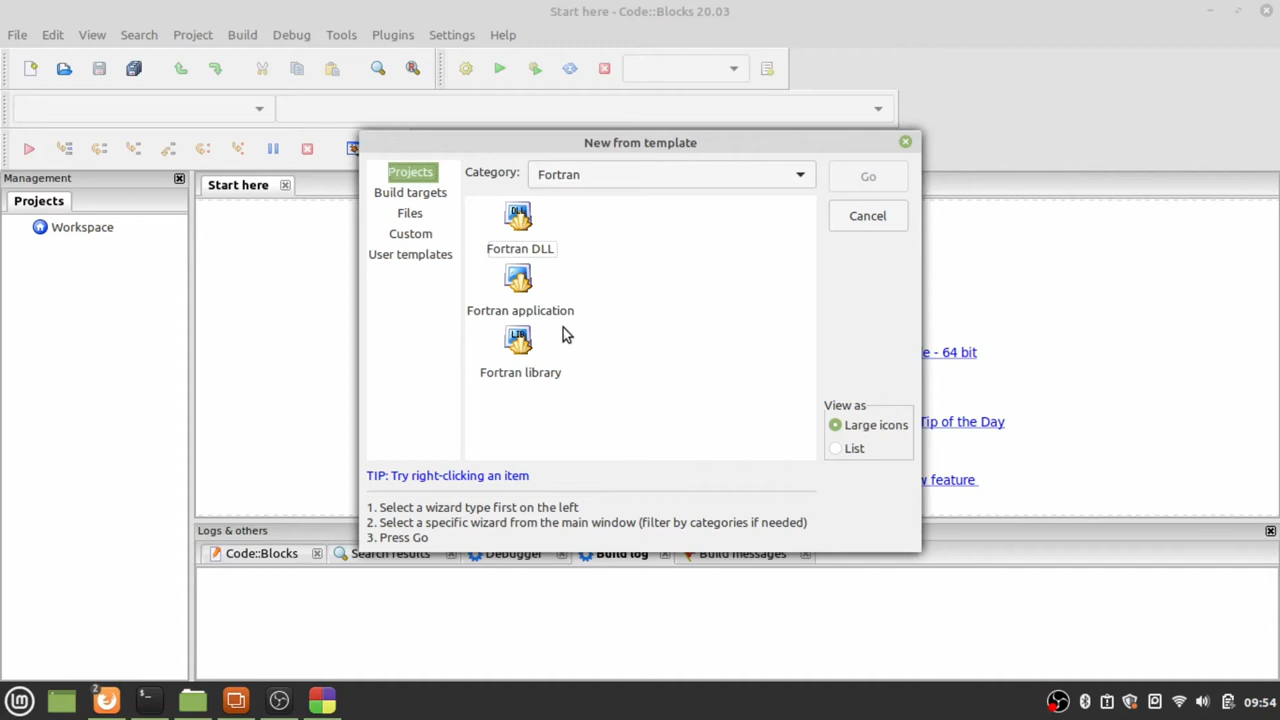 Start here - Code::Blocks 20.03
File Edit View Search Project Build Debug Tools Plugins Settings Help
Management
Projects
Workspace
Start here
New from template
Projects
Build targets
Files
Custom
User templates
Category: Fortran
DLL
Fortran DLL
Fortran application
LIB
Fortran library
Go
Cancel
View as
Large icons
List
TIP: Try right-clicking an item
1. Select a wizard type first on the left
2. Select a specific wizard from the main window (filter by categories if needed)
3. Press Go
e - 64 bit
Tip of the Day
w feature
Logs & others
Code::Blocks Search results Debugger Build log Build messages
2
09:54